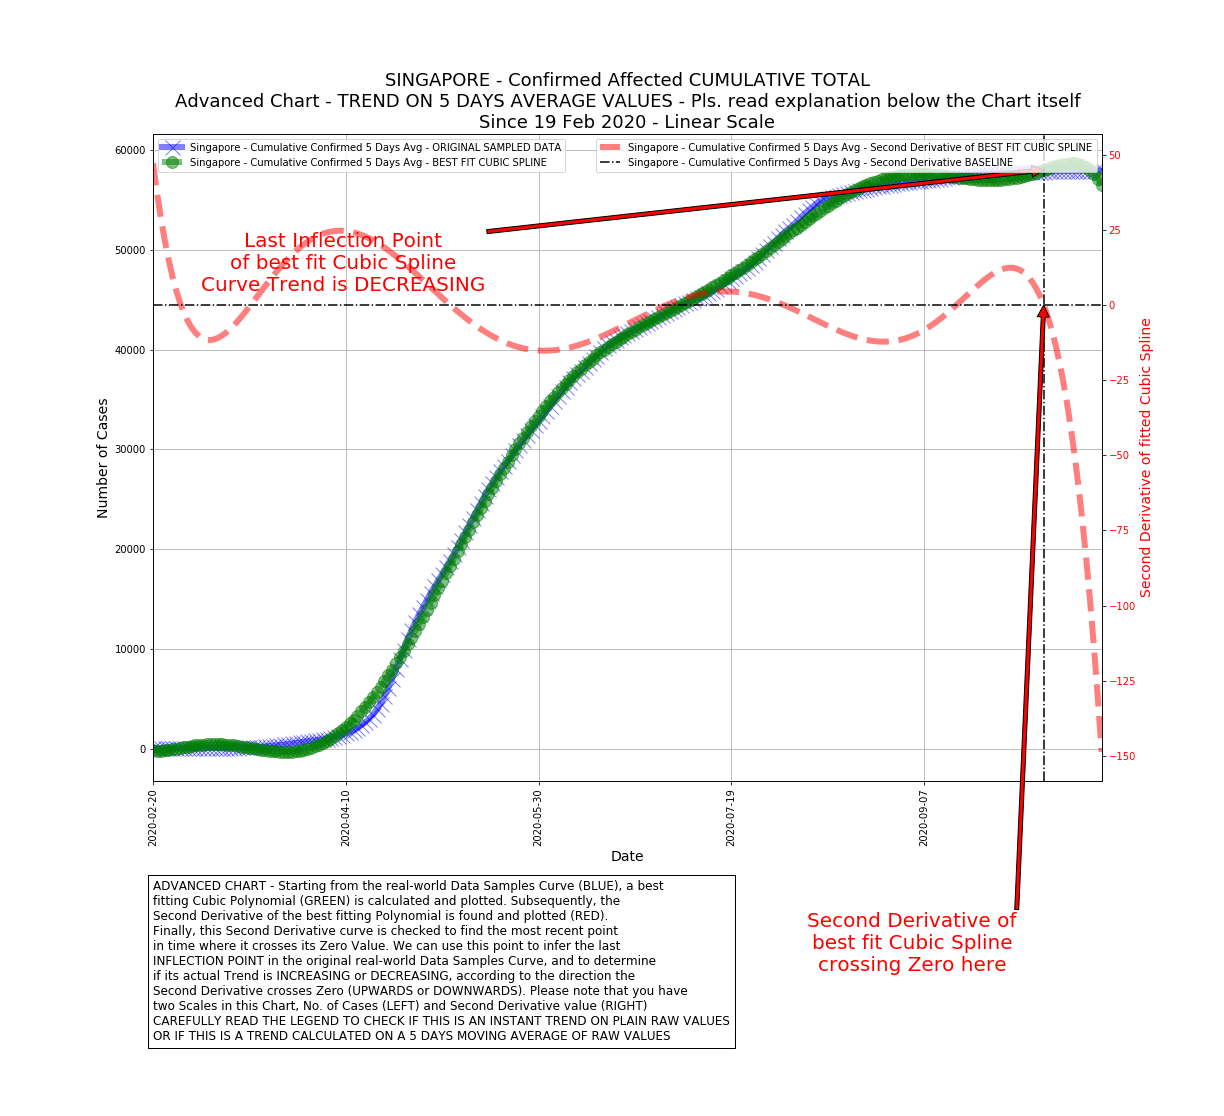 SINGAPORE - Confirmed Affected CUMULATIVE TOTAL
Advanced Chart - TREND ON 5 DAYS AVERAGE VALUES - Pls. read explanation below the Chart itself
Since 19 Feb 2020 - Linear Scale
Singapore - Cumulative Confirmed 5 Days Avg - ORIGINAL SAMPLED DATA
Singapore - Cumulative Confirmed 5 Days Avg - BEST FIT CUBIC SPLINE
Singapore - Cumulative Confirmed 5 Days Avg - Second Derivative of BEST FIT CUBIC SPLINE
Singapore - Cumulative Confirmed 5 Days Avg - Second Derivative BASELINE
60000
50000
40000
30000
20000
10000
0
Number of Cases
Last Inflection Point
of best fit Cubic Spline
Curve Trend is DECREASING
50
25
0
−25
−50
−75
−100
−125
−150
Second Derivative of fitted Cubic Spline
2020-02-20
2020-04-10
2020-05-30
2020-07-19
2020-09-07
Date
ADVANCED CHART - Starting from the real-world Data Samples Curve (BLUE), a best
fitting Cubic Polynomial (GREEN) is calculated and plotted. Subsequently, the
Second Derivative of the best fitting Polynomial is found and plotted (RED).
Finally, this Second Derivative curve is checked to find the most recent point
in time where it crosses its Zero Value. We can use this point to infer the last
INFLECTION POINT in the original real-world Data Samples Curve, and to determine
if its actual Trend is INCREASING or DECREASING, according to the direction the
Second Derivative crosses Zero (UPWARDS or DOWNWARDS). Please note that you have
two Scales in this Chart, No. of Cases (LEFT) and Second Derivative value (RIGHT)
CAREFULLY READ THE LEGEND TO CHECK IF THIS IS AN INSTANT TREND ON PLAIN RAW VALUES
OR IF THIS IS A TREND CALCULATED ON A 5 DAYS MOVING AVERAGE OF RAW VALUES
Second Derivative of
best fit Cubic Spline
crossing Zero here